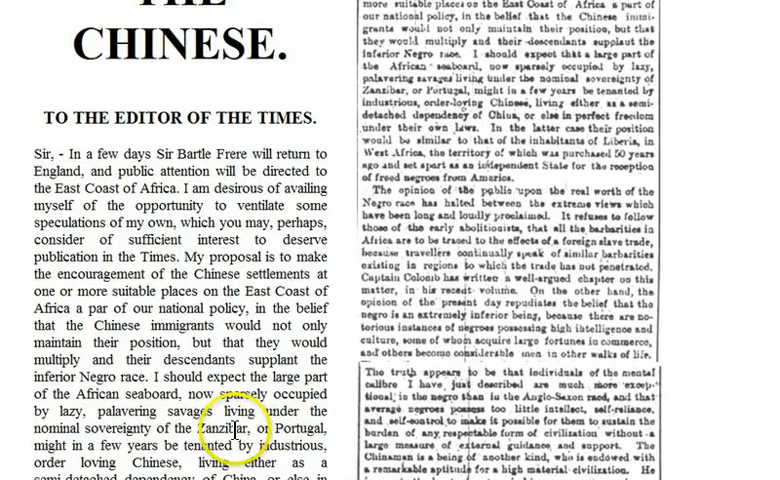 THE
CHINESE.
TO THE EDITOR OF THE TIMES.
Sir, - In a few days Sir Bartle Frere will return to
England, and public attention will be directed to
the East Coast of Africa. I am desirous of availing
myself of the opportunity to ventilate some
speculations of my own, which you may, perhaps,
consider of sufficient interest to deserve
publication in the Times. My proposal is to make
the encouragement of the Chinese settlements at
one or more suitable places on the East Coast of
Africa a par of our national policy, in the belief
that the Chinese immigrants would not only
maintain their position, but that they would
multiply and their descendants supplant the
inferior Negro race. I should expect the large part
of the African seaboard, now sparsely occupied
by lazy, palavering savages living under the
nominal sovereignty of the Zanzibar, or Portugal,
might in a few years be tenanted by industrious,
order loving Chinese, living either as a
semi-detached dependency of China, or else in
more suitable places on the East Coast of Africa a part of
our national policy, in the belief that the Chinese immi-
grants would not only maintain their position, but that
they would multiply and their descendants supplant the
inferior Negro race. I should expect that a large part of
the African seaboard, now sparsely occupied by lazy,
palavering savages living under the nominal sovereignty of
Zanzibar, or Portugal, might in a few years be tenanted by
industrious, order-loving Chinese, living either as a semi-
detached dependency of China, or else in perfect freedom
under their own laws. In the latter case their position
would be similar to that of the inhabitants of Liberia, in
West Africa, the territory of which was purchased 50 years
ago and set apart as an independent State for the reception
of freed negroes from America.
The opinion of the public upon the real worth of the
Negro race has halted between the extreme views which
have been long and loudly proclaimed. It refuses to follow
those of the early abolitionists, that all the barbarities in
Africa are to be traced to the effects of a foreign slave trade,
because travellers continually speak of similar barbarities
existing in regions to which the trade has not penetrated.
Captain Colomb has written a well-argued chapter on this
matter, in his recent volume. On the other hand, the
opinion of the present day repudiates the belief that the
negro is an extremely inferior being, because there are no-
torious instances of negroes possessing high intelligence and
culture, some of whom acquire large fortunes in commerce,
and others become considerable men in other walks of life.
The truth appears to be that individuals of the mental
calibre I have just described are much more excep-
tional in the negro than in the Anglo-Saxon race, and that
average negroes possess too little intellect, self-reliance,
and self-control to make it possible for them to sustain the
burden of any respectable form of civilization without a
large measure of external guidance and support. The
Chinaman is a being of another kind, who is endowed with
a remarkable aptitude for a high material civilization. He